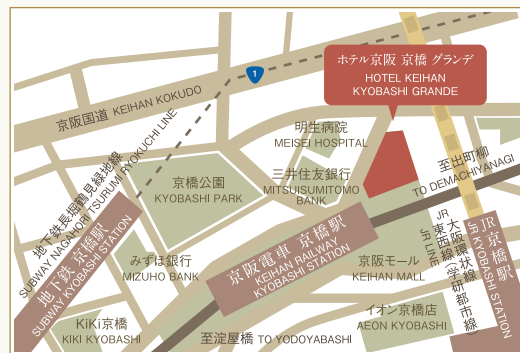 ホテル京阪 京橋 グランデ
HOTEL KEIHAN
KYOBASHI GRANDE
1
京阪国道 KEIHAN KOKUDO
明生病院
MEISEI HOSPITAL
三井住友銀行
MITSUISUMITOMO
BANK
至出町柳
TO DEMACHIYANAGI
京橋公園
KYOBASHI PARK
地下鉄長堀鶴見緑地線
SUBWAY NAGAHORI TSURUMI RYOKUCHI LINE
地下鉄 京橋駅
SUBWAY KYOBASHI STATION
みずほ銀行
MIZUHO BANK
京阪電車 京橋駅
KEIHAN RAILWAY
KYOBASHI STATION
京阪モール
KEIHAN MALL
JR
大阪環状線
東西線・学研都市線
JR LINE
JR京橋駅
JR KYOBASHI STATION
イオン京橋店
AEON KYOBASHI
KiKi京橋
KIKI KYOBASHI
至淀屋橋 TO YODOYABASHI